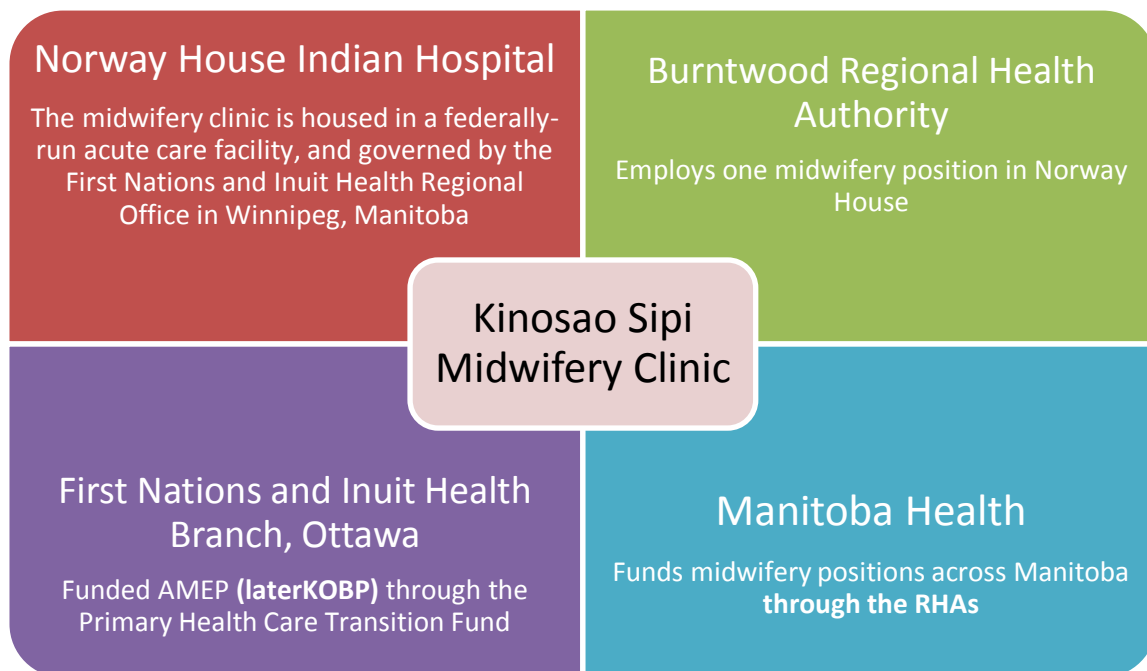 Norway House Indian Hospital
The midwifery clinic is housed in a federally-
run acute care facility, and governed by the
First Nations and Inuit Health Regional
Office in Winnipeg, Manitoba
Burntwood Regional Health
Authority
Employs one midwifery position in Norway
House
Kinosao Sipi
Midwifery Clinic
First Nations and Inuit Health
Branch, Ottawa
Funded AMEP (laterKOBP) through the
Primary Health Care Transition Fund
Manitoba Health
Funds midwifery positions across Manitoba
through the RHAs